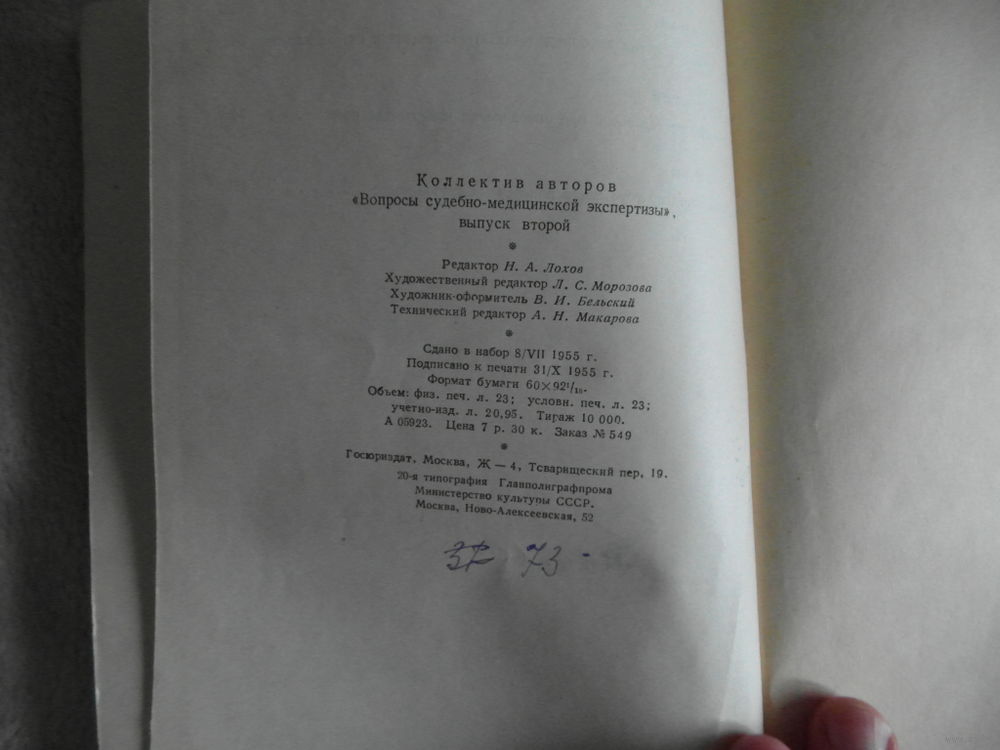 Коллектив авторов
«Вопросы судебно-медицинской экспертизы»,
выпуск второй
Редактор Н. А. Лохов
Художественный редактор Л. С. Морозова
Художник-оформитель В. И. Бельский
Технический редактор А. Н. Макарова
Сдано в набор 8/VII 1955 г.
Подписано к печати 31/X 1955 г.
Формат бумаги 60×92¹/₁₆.
Объем: физ. печ. л. 23; условн. печ. л. 23;
учетно-изд. л. 20,95. Тираж 10 000.
А 05923. Цена 7 р. 30 к. Заказ № 549
Госюриздат, Москва, Ж — 4, Товарищеский пер, 19.
20-я типография Главполиграфпрома
Министерство культуры СССР.
Москва, Ново-Алексеевская, 52
73